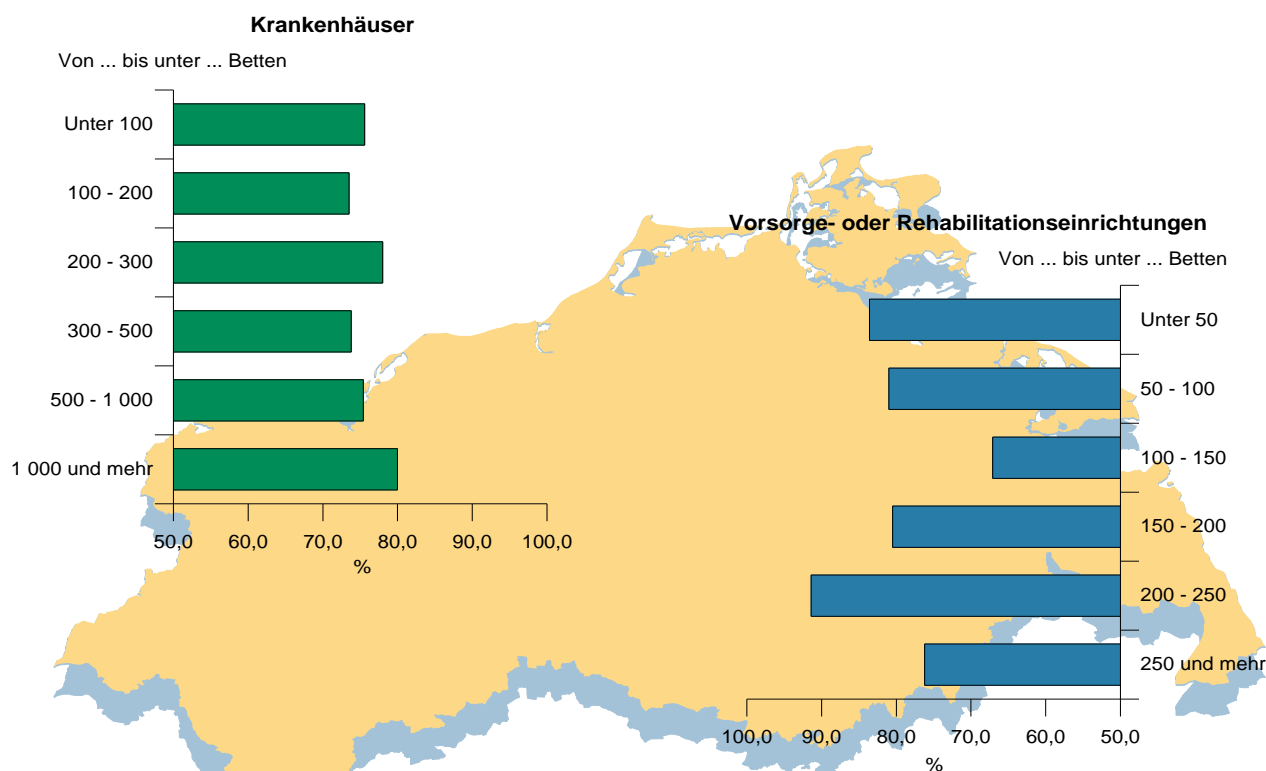 Krankenhäuser
Von ... bis unter ... Betten
Unter 100
100 - 200
200 - 300
300 - 500
500 - 1 000
1 000 und mehr
50,0 60,0 70,0 80,0 90,0 100,0
%
Vorsorge- oder Rehabilitationseinrichtungen
Von ... bis unter ... Betten
Unter 50
50 - 100
100 - 150
150 - 200
200 - 250
250 und mehr
100,0 90,0 80,0 70,0 60,0 50,0
%